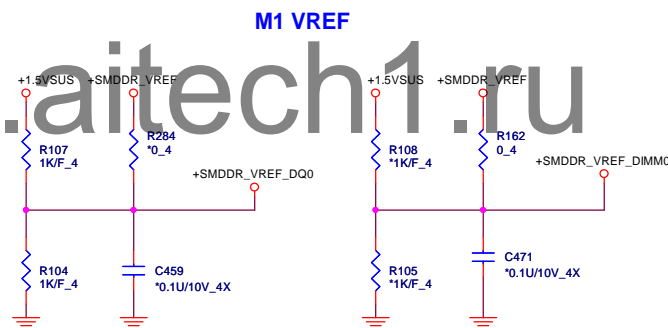 M1 VREF
.aitech1.ru
+1.5VSUS
+SMDDR_VREF
R107
1K/F_4
R284
*0_4
+SMDDR_VREF_DQ0
R104
1K/F_4
C459
*0.1U/10V_4X
+1.5VSUS
+SMDDR_VREF
R108
*1K/F_4
R162
0_4
+SMDDR_VREF_DIMM0
R105
*1K/F_4
C471
*0.1U/10V_4X